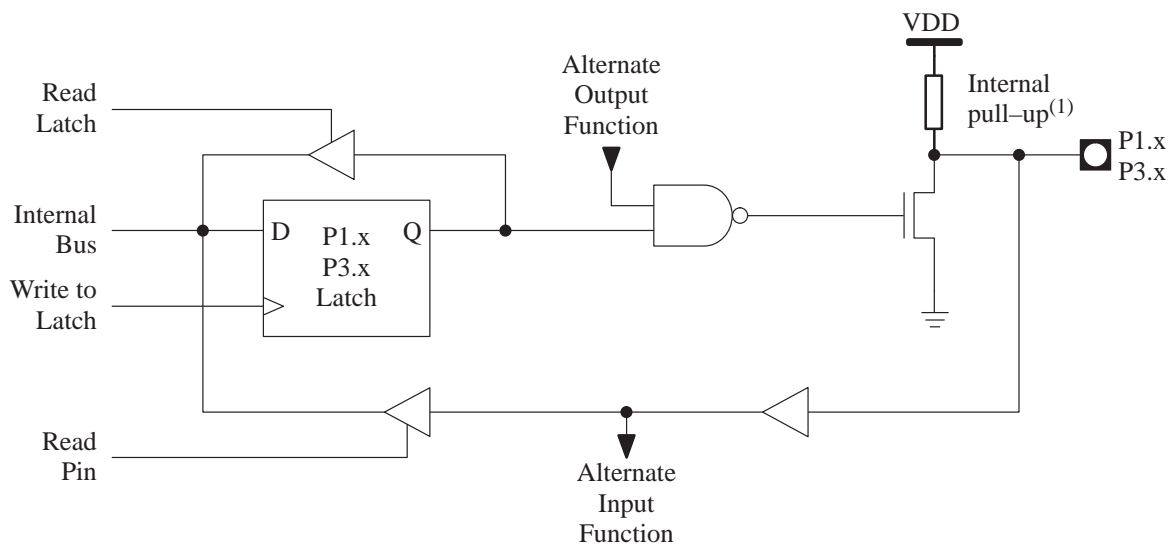 VDD
Read
Latch
Alternate
Output
Function
Internal
pull–up(1)
P1.x
P3.x
Internal
Bus
D
P1.x
P3.x
Latch
Q
Write to
Latch
Read
Pin
Alternate
Input
Function